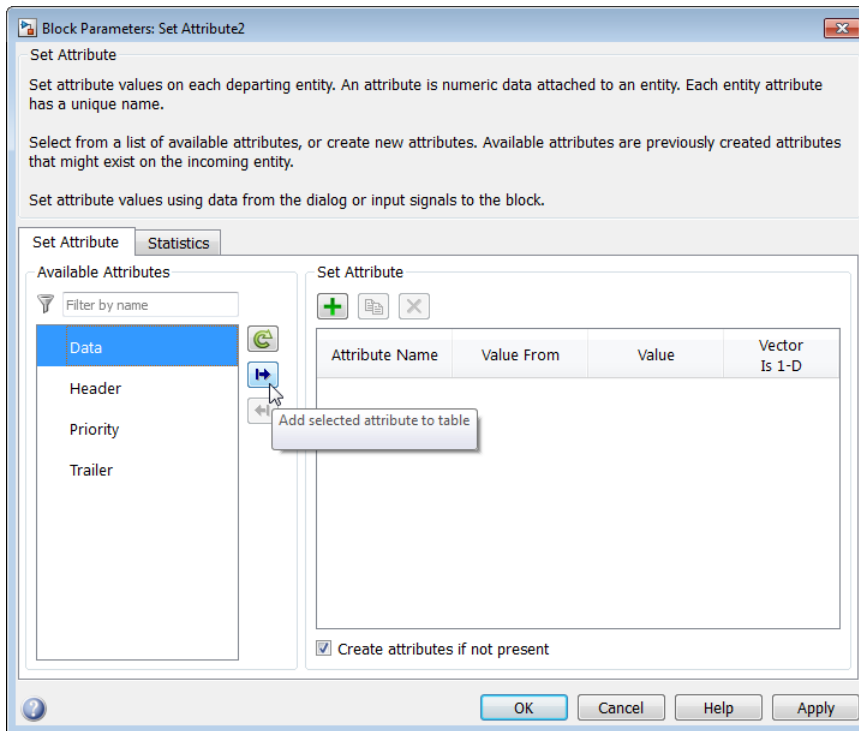 Block Parameters: Set Attribute2
Set Attribute
Set attribute values on each departing entity. An attribute is numeric data attached to an entity. Each entity attribute
has a unique name.
Select from a list of available attributes, or create new attributes. Available attributes are previously created attributes
that might exist on the incoming entity.
Set attribute values using data from the dialog or input signals to the block.
Set Attribute Statistics
Available Attributes
Filter by name
Data
Header
Priority
Trailer
Add selected attribute to table
Set Attribute
Attribute Name Value From Value Vector
Is 1-D
Create attributes if not present
OK Cancel Help Apply